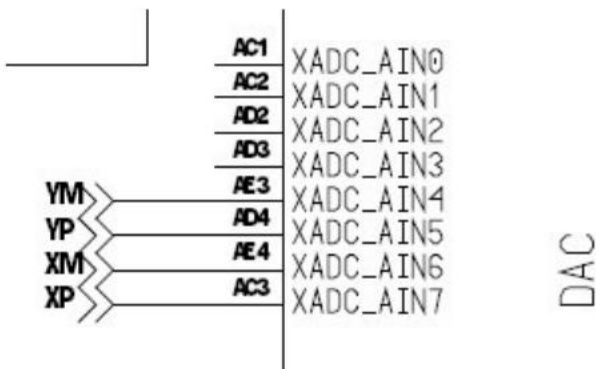 AC1 XADC_AIN0
AC2 XADC_AIN1
AD2 XADC_AIN2
AD3 XADC_AIN3
YM AE3 XADC_AIN4
YP AD4 XADC_AIN5
XM AE4 XADC_AIN6
XP AC3 XADC_AIN7
DAC